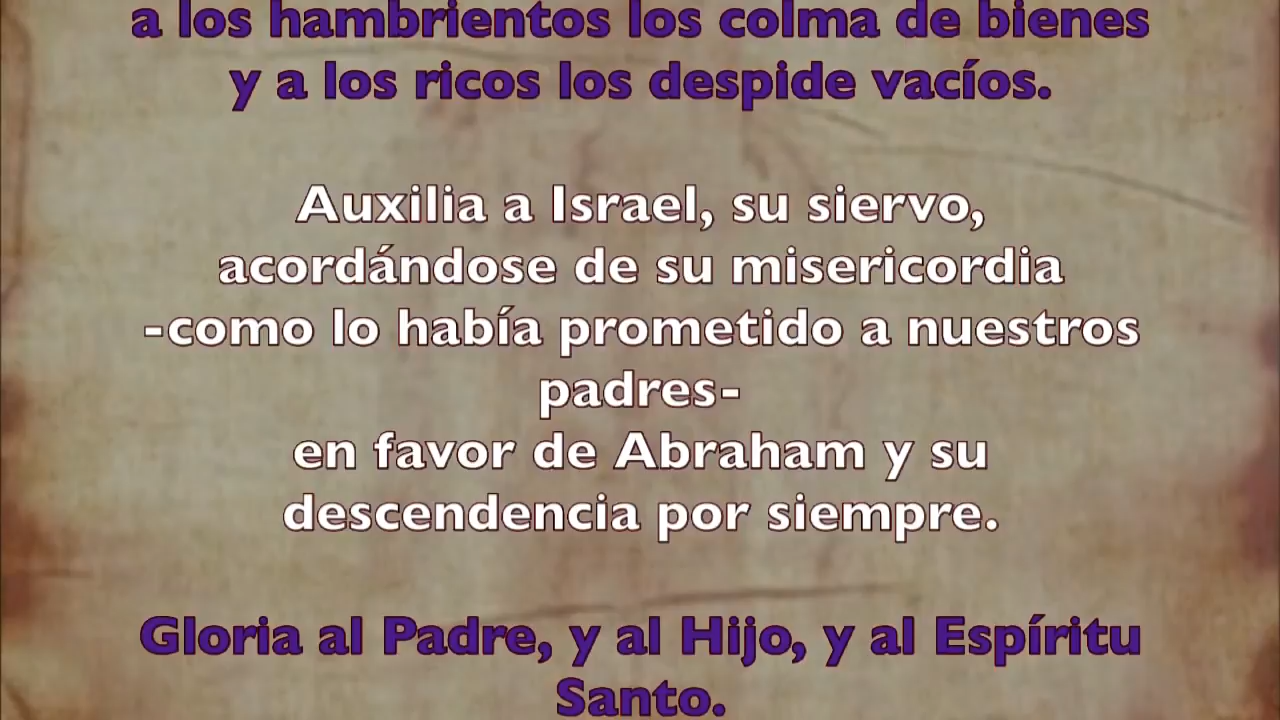 a los hambrientos los colma de bienes
y a los ricos los despide vacíos.
Auxilia a Israel, su siervo,
acordándose de su misericordia
-como lo había prometido a nuestros
padres-
en favor de Abraham y su
descendencia por siempre.
Gloria al Padre, y al Hijo, y al Espíritu
Santo.